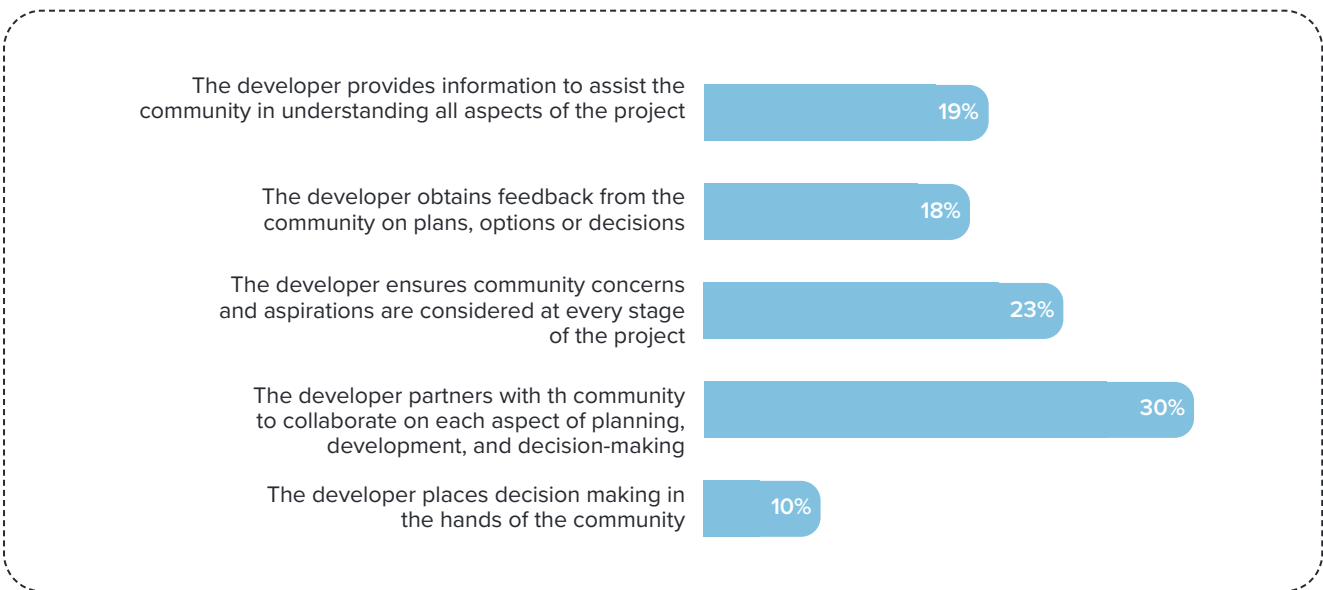 The developer provides information to assist the
community in understanding all aspects of the project
19%
The developer obtains feedback from the
community on plans, options or decisions
18%
The developer ensures community concerns
and aspirations are considered at every stage
of the project
23%
The developer partners with th community
to collaborate on each aspect of planning,
development, and decision-making
30%
The developer places decision making in
the hands of the community
10%